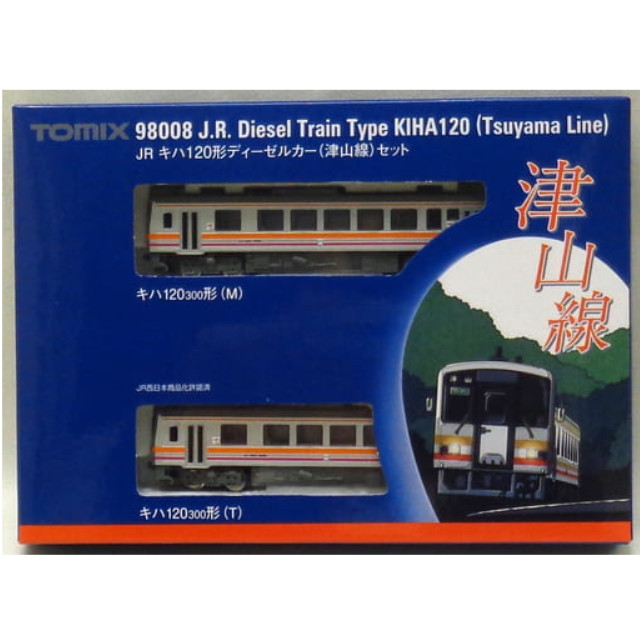 TOMIX 98008 J.R. Diesel Train Type KIHA120 (Tsuyama Line)
JR キハ120形ディーゼルカー(津山線)セット
津山線
キハ120300形(M)
JR西日本商品化許諾済
キハ120300形(T)
津山